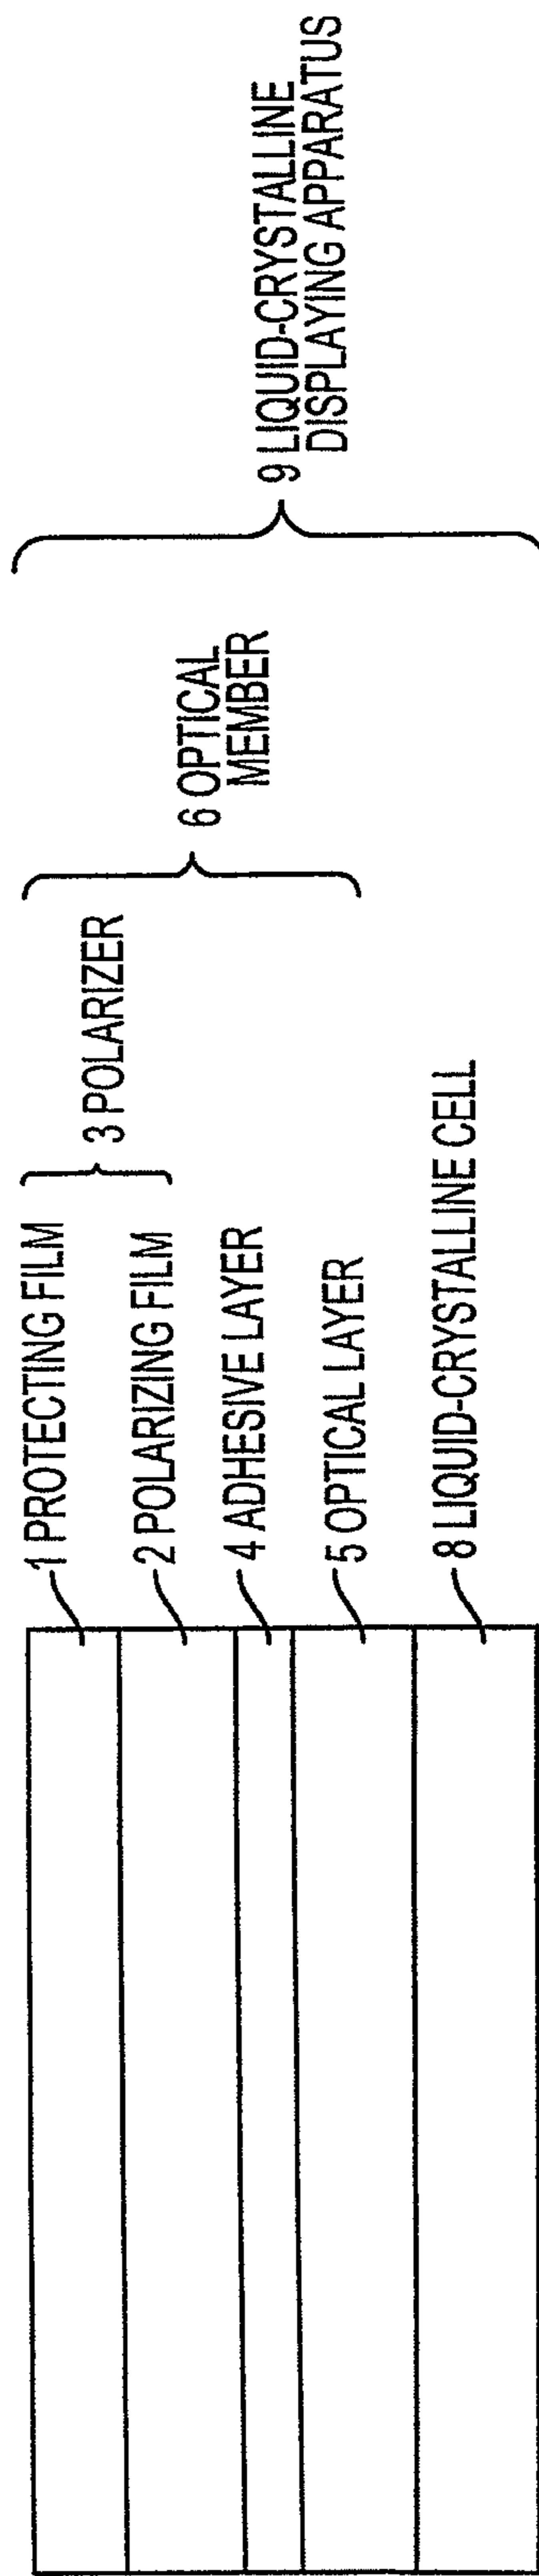 1 PROTECTING FILM
2 POLARIZING FILM
3 POLARIZER
4 ADHESIVE LAYER
5 OPTICAL LAYER
6 OPTICAL
MEMBER
8 LIQUID-CRYSTALLINE CELL
9 LIQUID-CRYSTALLINE
DISPLAYING APPARATUS